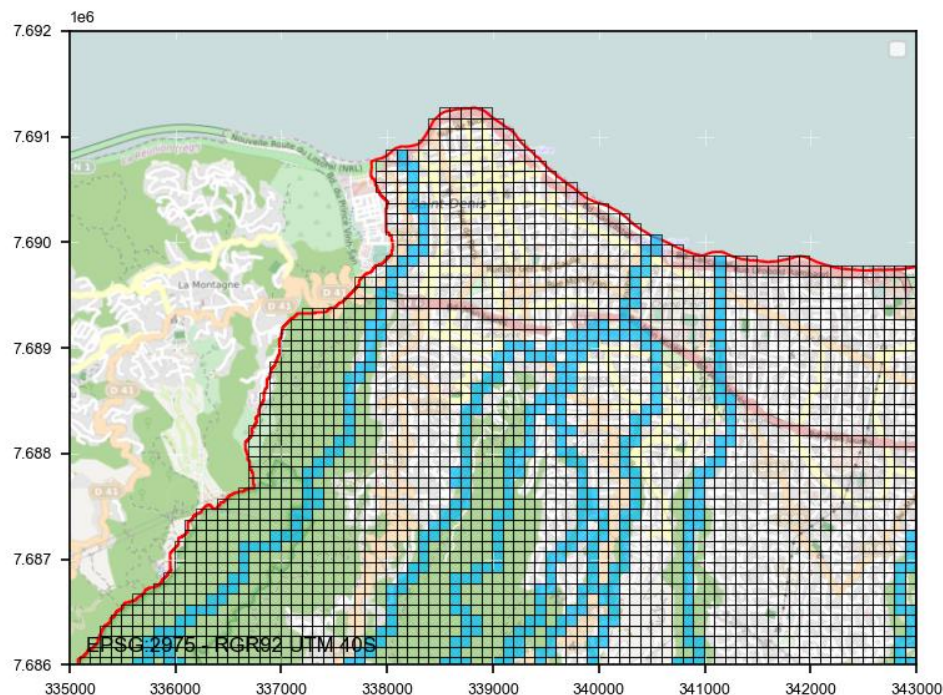 1e6
7.692
7.691
7.690
7.689
7.688
7.687
7.686
Nouvelle Route du Littoral (NRL)
N 1
Saint-Denis
La Montagne
D 41
D 41
D 41
EPSG:2975 - RGR92 UTM 40S
335000 336000 337000 338000 339000 340000 341000 342000 343000